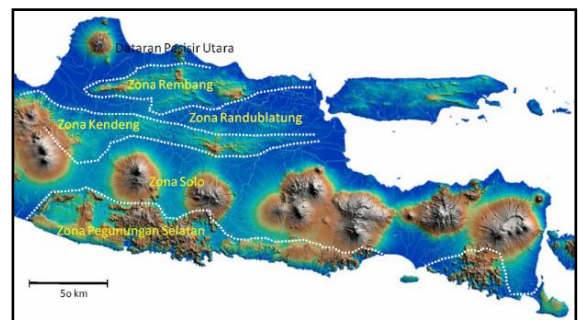 Dataran Pesisir Utara
Zona Rembang
Zona Kendeng
Zona Randublatung
Zona Solo
Zona Pegunungan Selatan
50 km